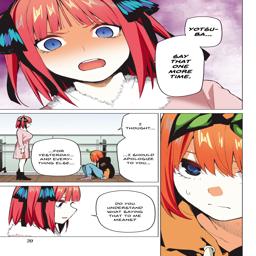 YOTSU-
BA...
SAY
THAT
ONE
MORE
TIME.
I
THOUGHT...
...I SHOULD
APOLOGIZE
TO YOU...
...FOR
YESTERDAY...
...AND EVERY-
THING ELSE...
DO YOU
UNDERSTAND
WHAT
SAYING THAT
TO ME
MEANS?